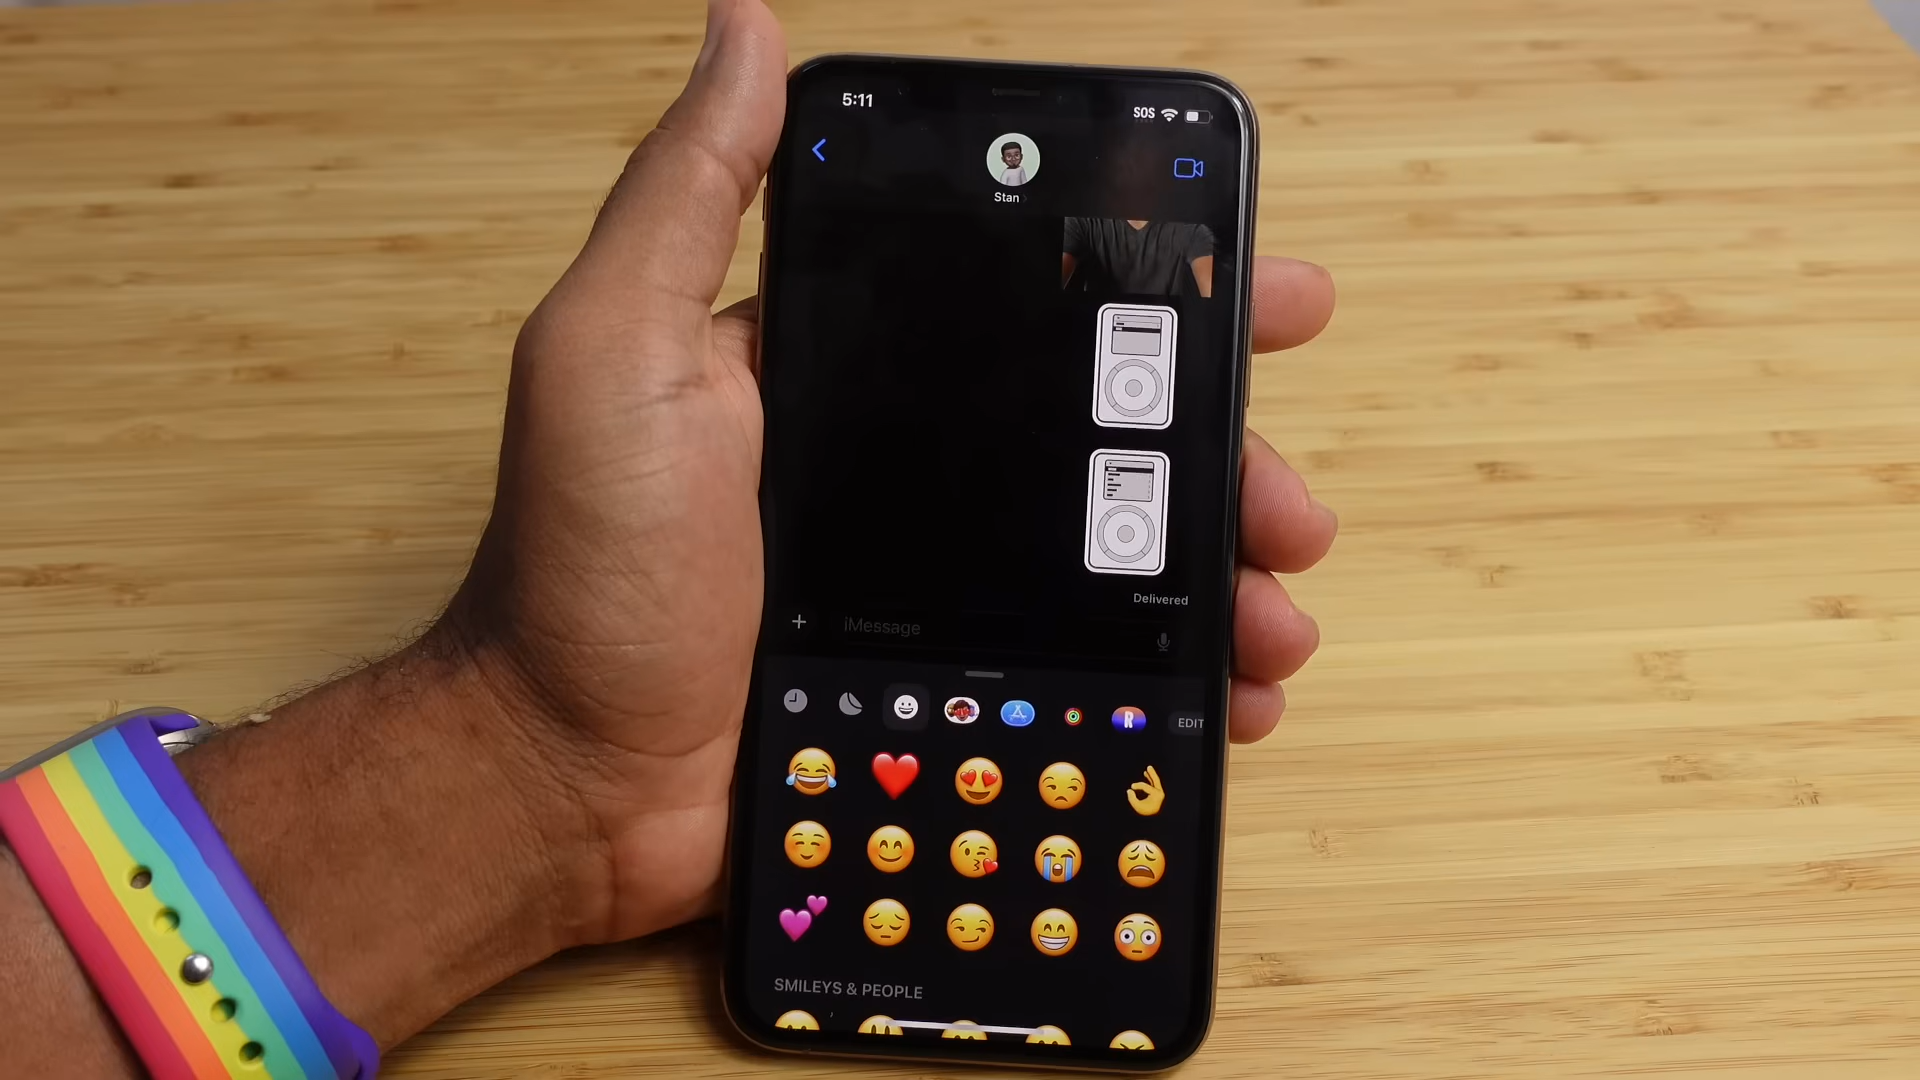 5:11
SOS
Stan
Delivered
iMessage
R
EDIT
SMILEYS & PEOPLE